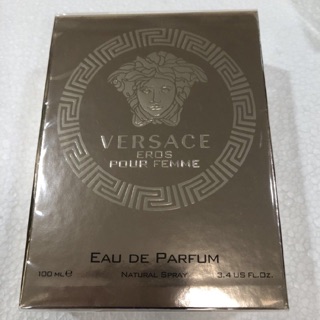 VERSACE
EROS
POUR FEMME
EAU DE PARFUM
100 ML ℮ NATURAL SPRAY 3.4 US FL.OZ.